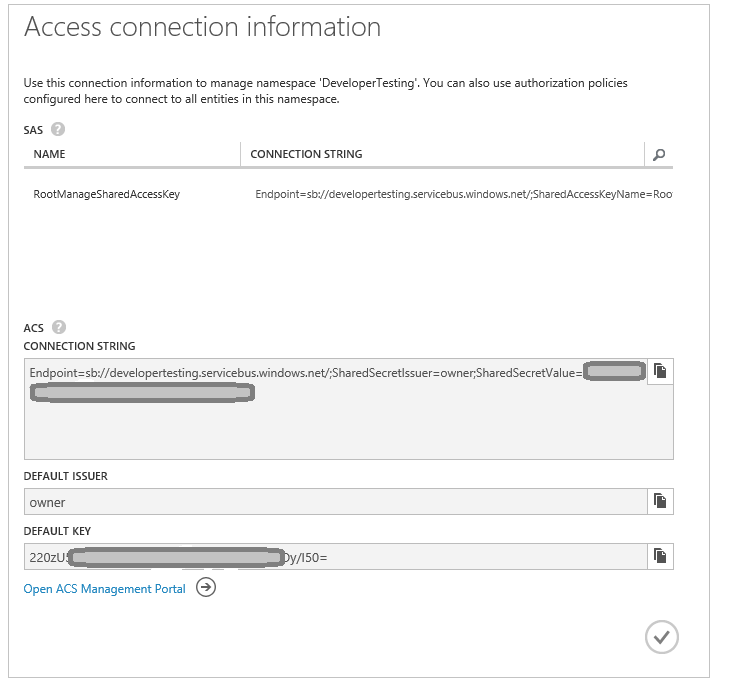 Access connection information
Use this connection information to manage namespace 'DeveloperTesting'. You can also use authorization policies
configured here to connect to all entities in this namespace.
SAS ?
NAME CONNECTION STRING
RootManageSharedAccessKey Endpoint=sb://developertesting.servicebus.windows.net/;SharedAccessKeyName=Roo
ACS ?
CONNECTION STRING
Endpoint=sb://developertesting.servicebus.windows.net/;SharedSecretIssuer=owner;SharedSecretValue=
DEFAULT ISSUER
owner
DEFAULT KEY
220zU Dy/I50=
Open ACS Management Portal